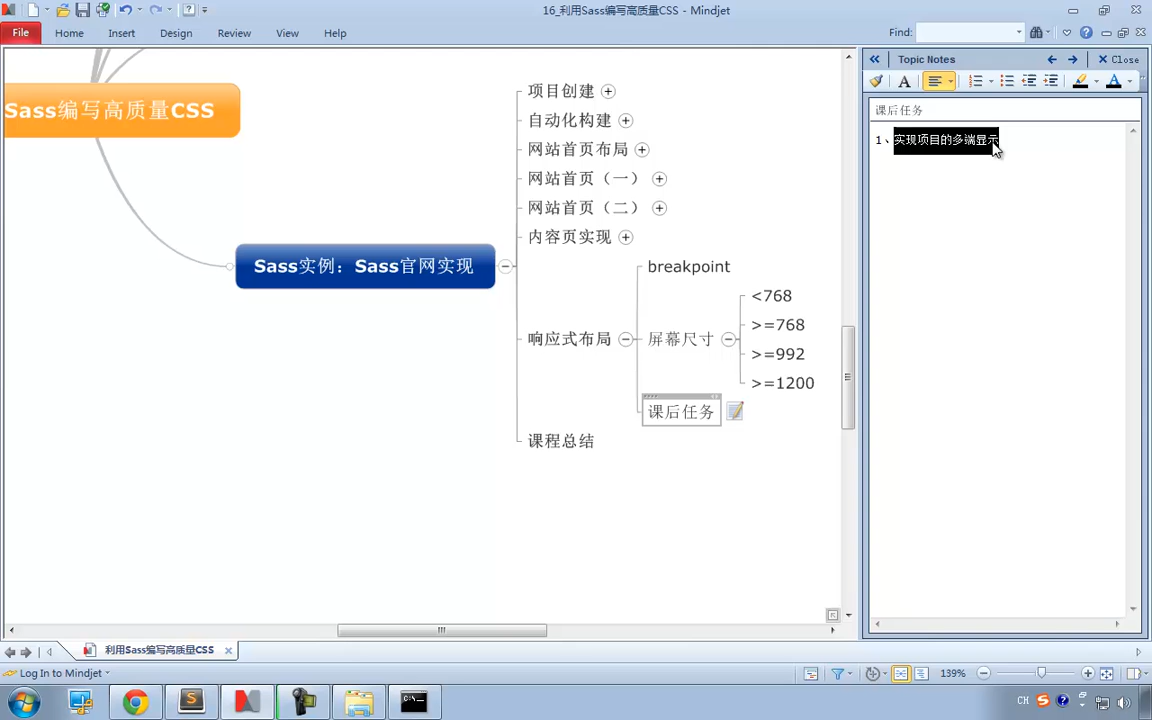 16_利用Sass编写高质量CSS - Mindjet
File Home Insert Design Review View Help Find:
Topic Notes Close
课后任务
1、实现项目的多端显示
Sass编写高质量CSS
项目创建
自动化构建
网站首页布局
网站首页（一）
网站首页（二）
内容页实现
Sass实例：Sass官网实现
breakpoint
<768
>=768
响应式布局
屏幕尺寸
>=992
>=1200
课后任务
课程总结
利用Sass编写高质量CSS
Log In to Mindjet
139%
CH